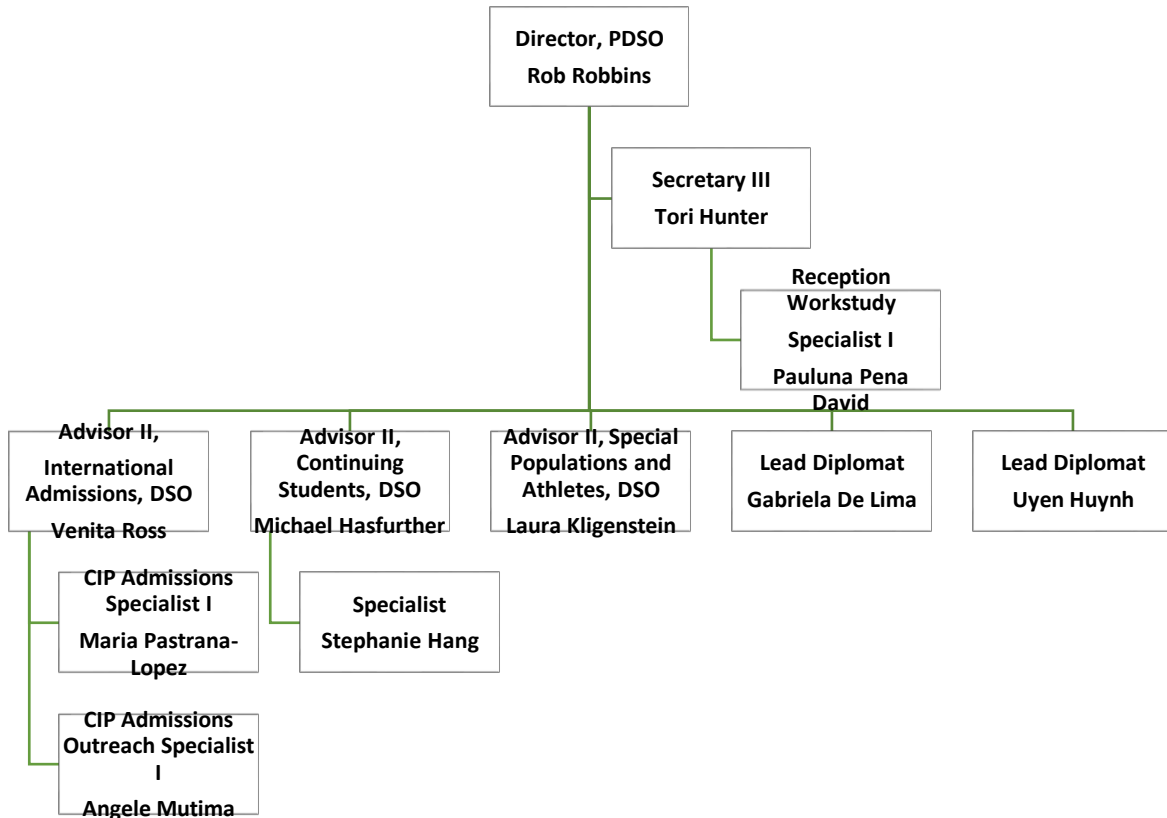 Director, PDSO
Rob Robbins
Secretary III
Tori Hunter
Reception
Workstudy
Specialist I
Pauluna Pena
David
Advisor II,
International
Admissions, DSO
Venita Ross
Advisor II,
Continuing
Students, DSO
Michael Hasfurther
Advisor II, Special
Populations and
Athletes, DSO
Laura Kligenstein
Lead Diplomat
Gabriela De Lima
Lead Diplomat
Uyen Huynh
CIP Admissions
Specialist I
Maria Pastrana-
Lopez
Specialist
Stephanie Hang
CIP Admissions
Outreach Specialist
I
Angele Mutima